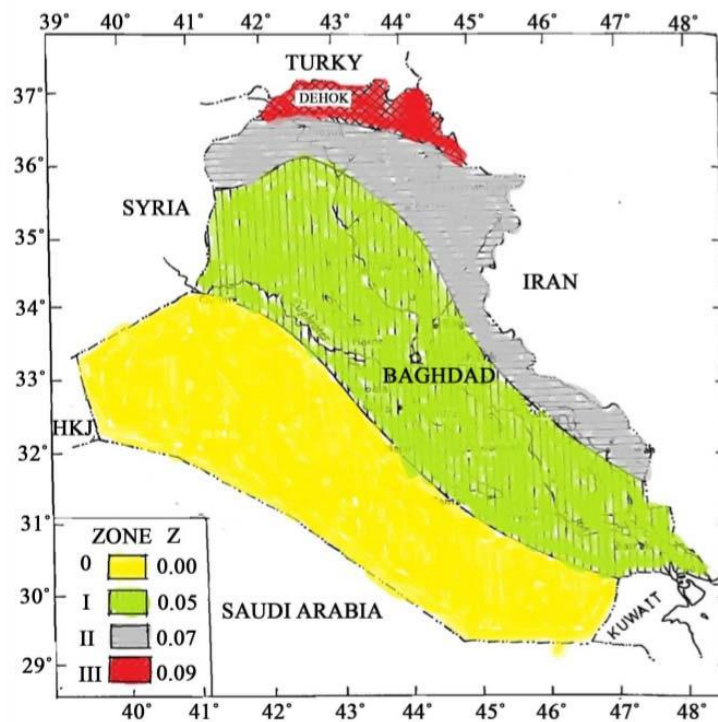 39° 41 42 43 44 45 46 47 48°
TURKY
37°
DEHOK
36°
SYRIA
35°
IRAN
34°
33°
BAGHDAD
HKJ
32°
31°
ZONE Z
0 0.00
I 0.05
II 0.07
III 0.09
30°
SAUDI ARABIA
KUWAIT
29°
40° 41° 42° 43° 44° 45° 46° 47° 48°